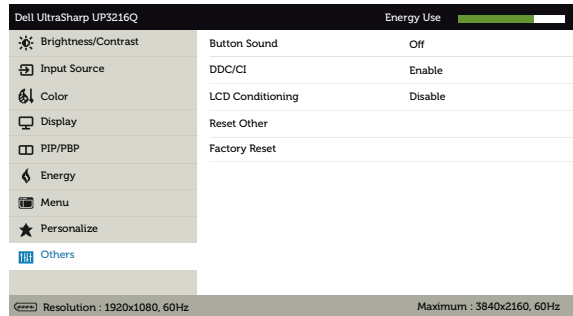 Dell UltraSharp UP3216Q Energy Use
Brightness/Contrast Button Sound Off
Input Source DDC/CI Enable
Color LCD Conditioning Disable
Display Reset Other
PIP/PBP Factory Reset
Energy
Menu
Personalize
Others
Resolution : 1920x1080, 60Hz Maximum : 3840x2160, 60Hz